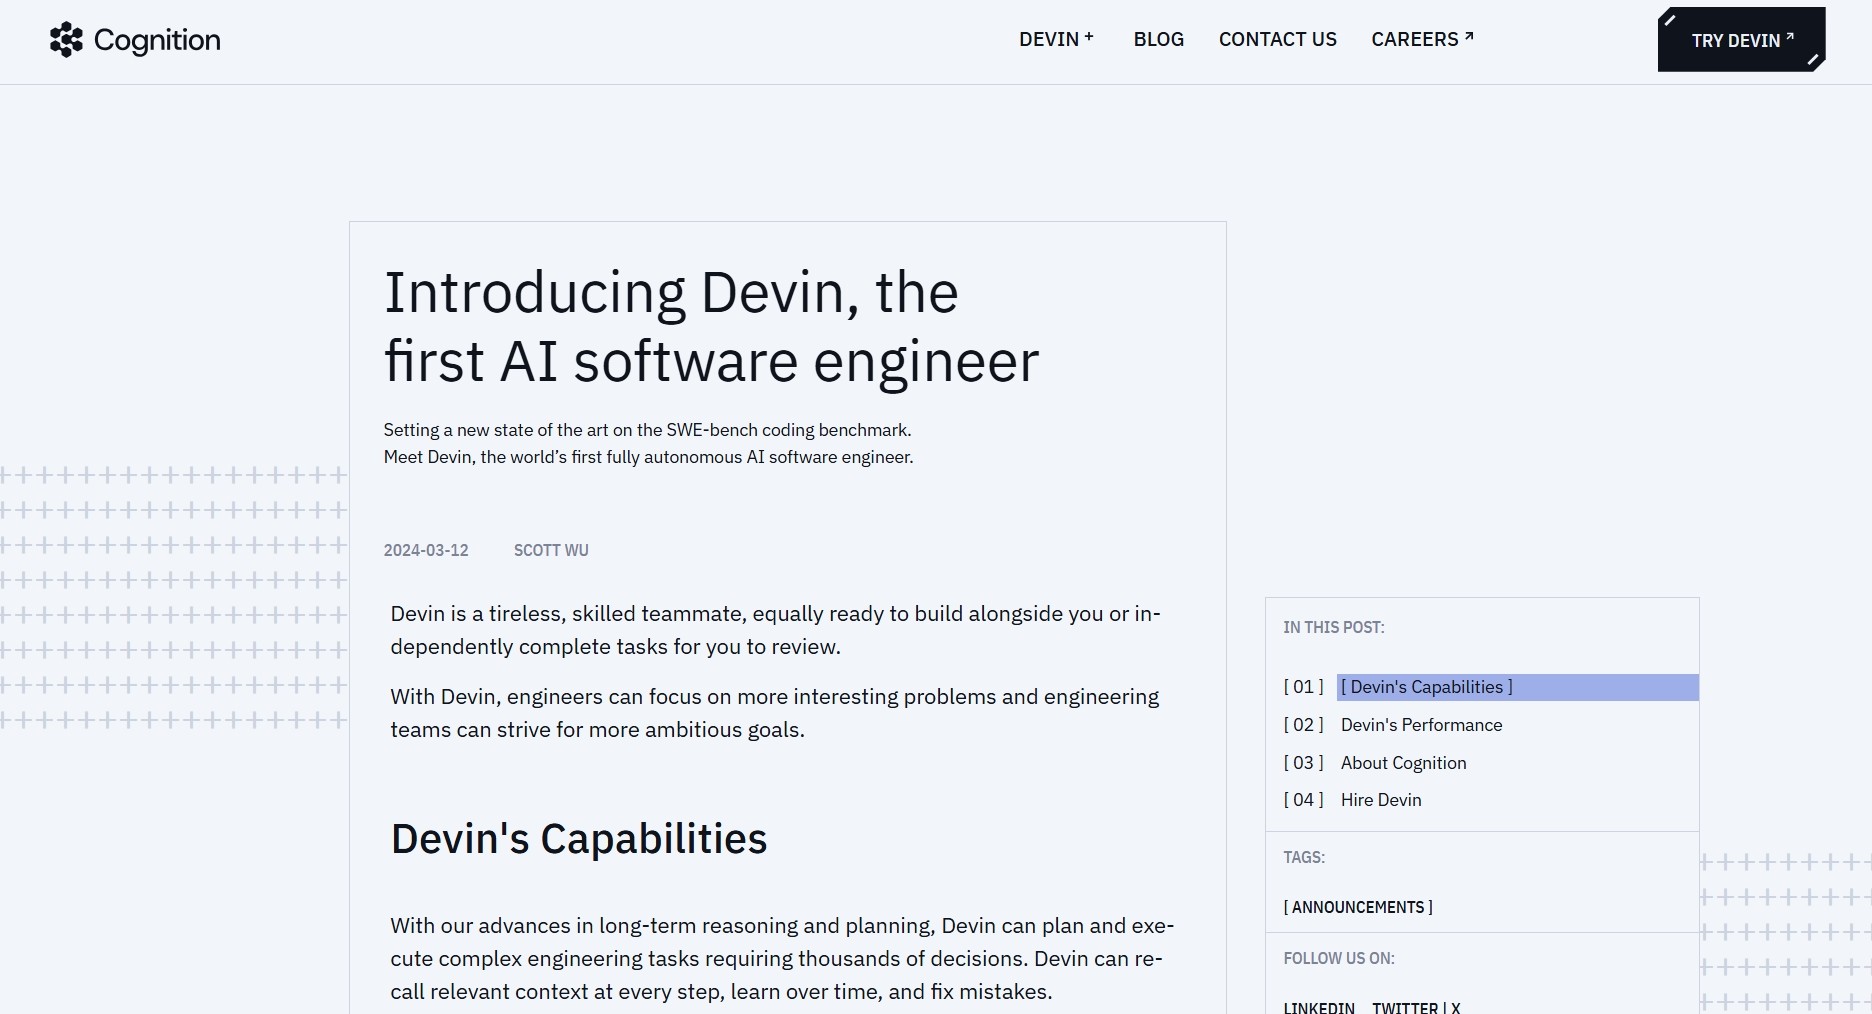 Cognition
DEVIN +
BLOG
CONTACT US
CAREERS ↗
TRY DEVIN ↗
Introducing Devin, the
first AI software engineer
Setting a new state of the art on the SWE-bench coding benchmark.
Meet Devin, the world’s first fully autonomous AI software engineer.
2024-03-12 SCOTT WU
Devin is a tireless, skilled teammate, equally ready to build alongside you or in-
dependently complete tasks for you to review.
With Devin, engineers can focus on more interesting problems and engineering
teams can strive for more ambitious goals.
Devin's Capabilities
With our advances in long-term reasoning and planning, Devin can plan and exe-
cute complex engineering tasks requiring thousands of decisions. Devin can re-
call relevant context at every step, learn over time, and fix mistakes.
IN THIS POST:
[ 01 ] [ Devin's Capabilities ]
[ 02 ] Devin's Performance
[ 03 ] About Cognition
[ 04 ] Hire Devin
TAGS:
[ ANNOUNCEMENTS ]
FOLLOW US ON:
LINKEDIN TWITTER | X